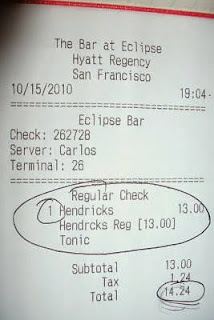 The Bar at Eclipse
Hyatt Regency
San Francisco
10/15/2010 19:04
Eclipse Bar
Check: 262728
Server: Carlos
Terminal: 26
Regular Check
1 Hendricks 13.00
Hendrcks Reg [13.00]
Tonic
Subtotal 13.00
Tax 1.24
Total 14.24